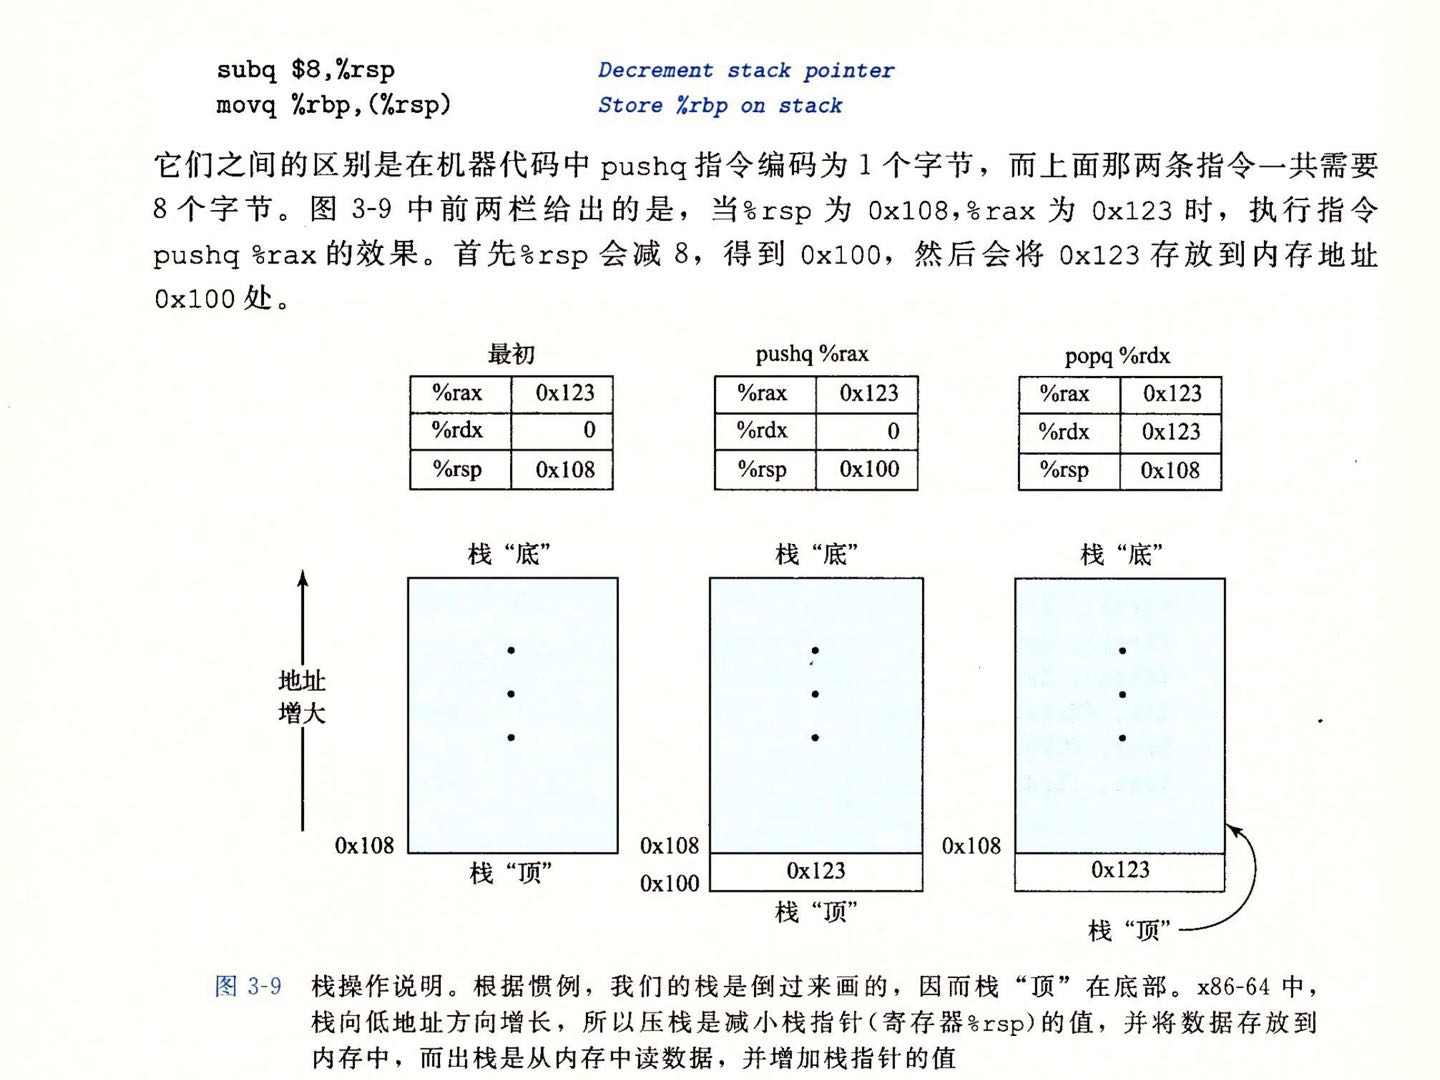 subq $8,%rsp Decrement stack pointer
movq %rbp,(%rsp) Store %rbp on stack
它们之间的区别是在机器代码中 pushq 指令编码为 1 个字节，而上面那两条指令一共需要
8 个字节。图 3-9 中前两栏给出的是，当%rsp 为 0x108,%rax 为 0x123 时，执行指令
pushq %rax 的效果。首先%rsp 会减 8，得到 0x100，然后会将 0x123 存放到内存地址
0x100 处。
最初 pushq %rax popq %rdx
%rax 0x123 %rax 0x123 %rax 0x123
%rdx 0 %rdx 0 %rdx 0x123
%rsp 0x108 %rsp 0x100 %rsp 0x108
栈“底” 栈“底” 栈“底”
地址
增大
0x108 0x108 0x108
栈“顶” 0x123 0x123
0x100
栈“顶” 栈“顶”
图 3-9 栈操作说明。根据惯例，我们的栈是倒过来画的，因而栈“顶”在底部。x86-64 中，
栈向低地址方向增长，所以压栈是减小栈指针(寄存器%rsp)的值，并将数据存放到
内存中，而出栈是从内存中读数据，并增加栈指针的值